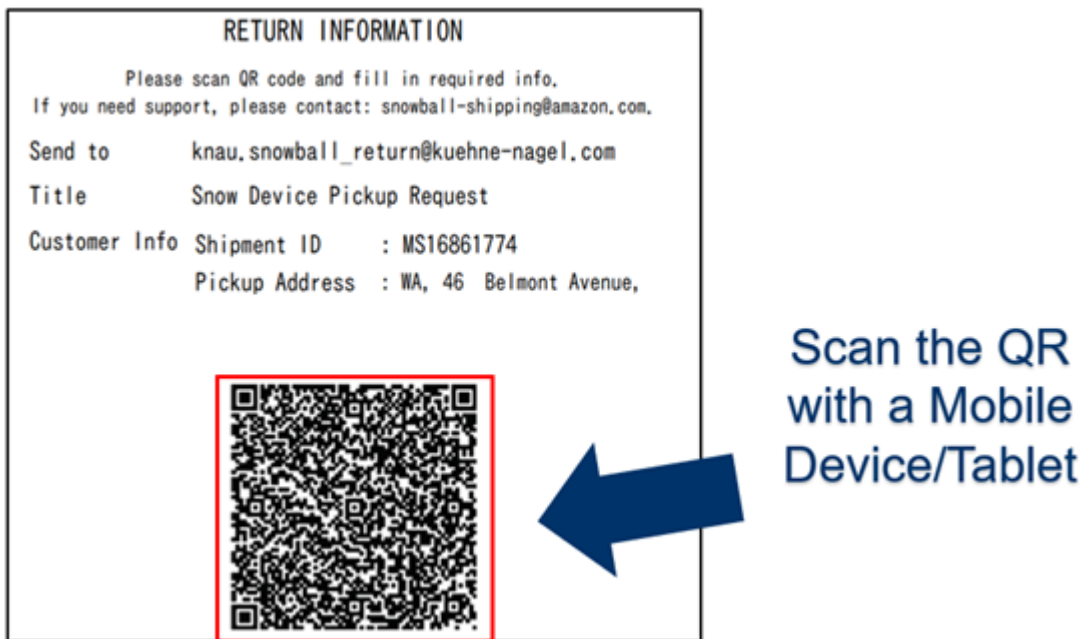 RETURN INFORMATION
Please scan QR code and fill in required info.
If you need support, please contact: snowball-shipping@amazon.com.
Send to knau.snowball_return@kuehne-nagel.com
Title Snow Device Pickup Request
Customer Info Shipment ID : MS16861774
Pickup Address : WA, 46 Belmont Avenue,
Scan the QR
with a Mobile
Device/Tablet